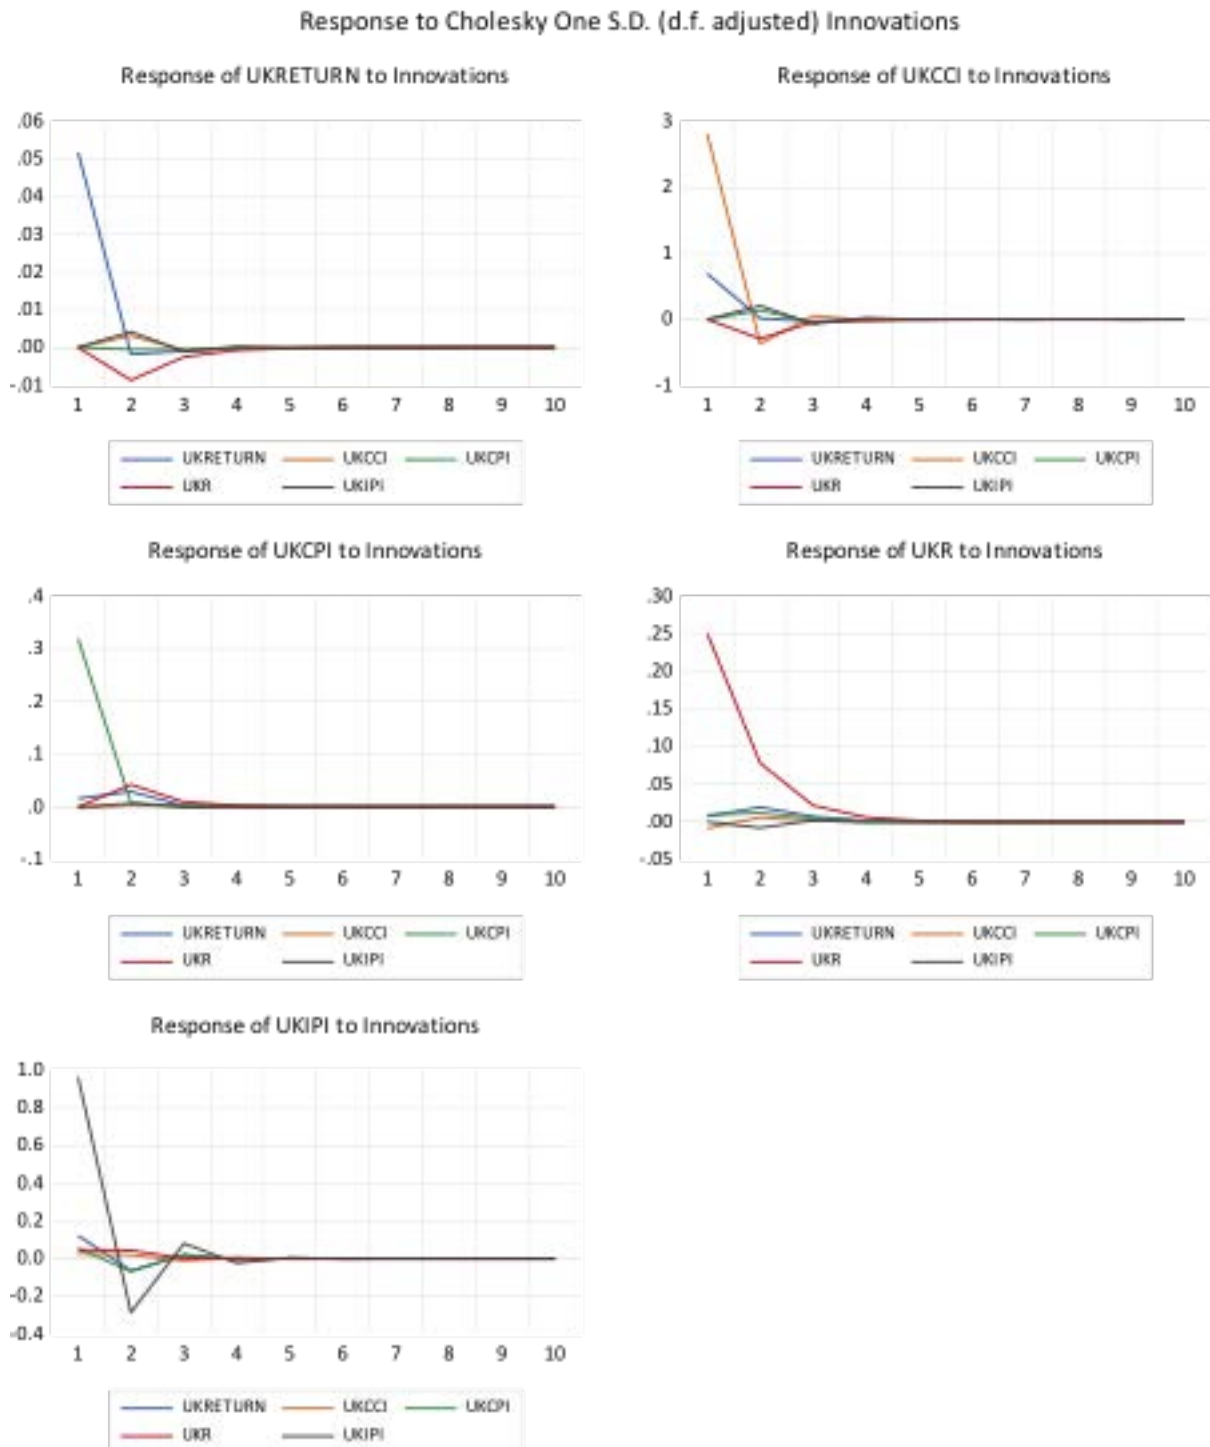 Response to Cholesky One S.D. (d.f. adjusted) Innovations
Response of UKRETURN to Innovations
.06
.05
.04
.03
.02
.01
.00
-.01
1 2 3 4 5 6 7 8 9 10
UKRETURN UKCCI UKCPI
UKR UKIPI
Response of UKCCI to Innovations
3
2
1
0
-1
1 2 3 4 5 6 7 8 9 10
UKRETURN UKCCI UKCPI
UKR UKIPI
Response of UKCPI to Innovations
.4
.3
.2
.1
.0
-.1
1 2 3 4 5 6 7 8 9 10
UKRETURN UKCCI UKCPI
UKR UKIPI
Response of UKR to Innovations
.30
.25
.20
.15
.10
.05
.00
-.05
1 2 3 4 5 6 7 8 9 10
UKRETURN UKCCI UKCPI
UKR UKIPI
Response of UKIPI to Innovations
1.0
0.8
0.6
0.4
0.2
0.0
-0.2
-0.4
1 2 3 4 5 6 7 8 9 10
UKRETURN UKCCI UKCPI
UKR UKIPI